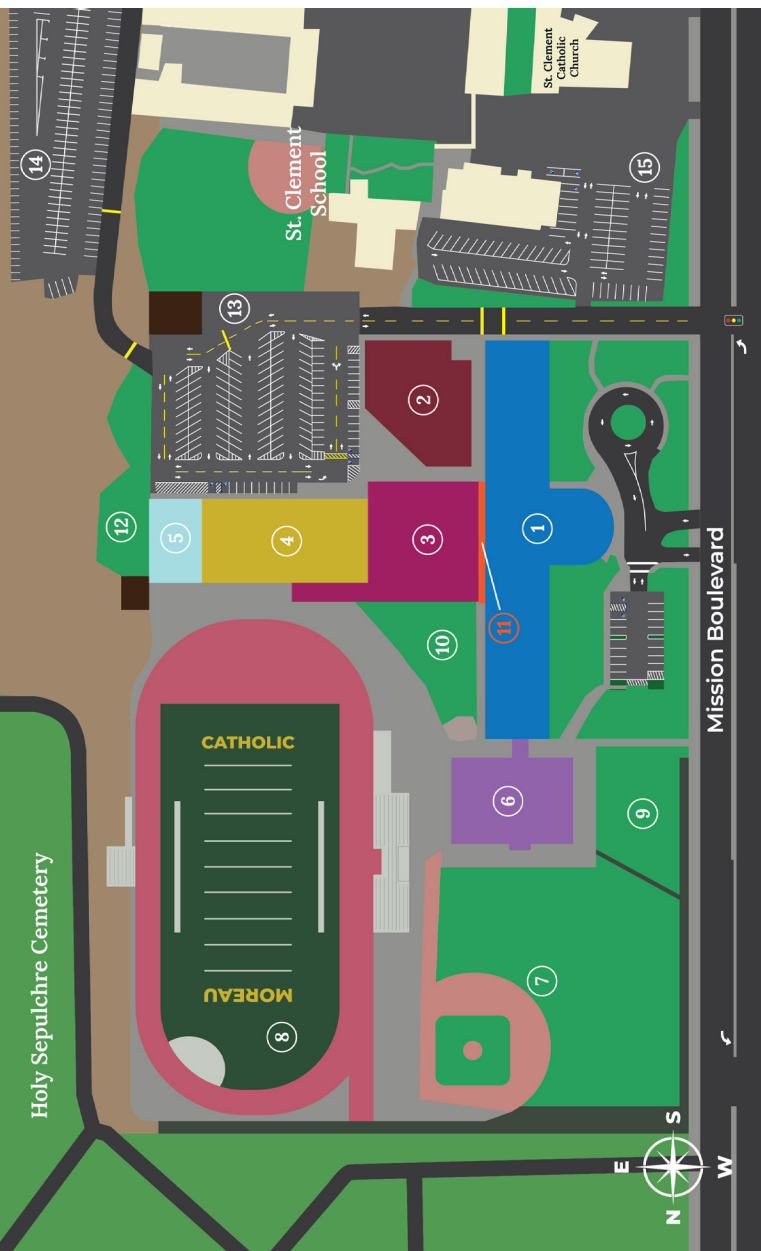 St. Clement
Catholic
Church
14
15
St. Clement
School
13
2
12
5
4
3
1
11
10
Mission Boulevard
CATHOLIC
6
9
Holy Sepulchre Cemetery
7
MOREAU
8
E
S
N
W